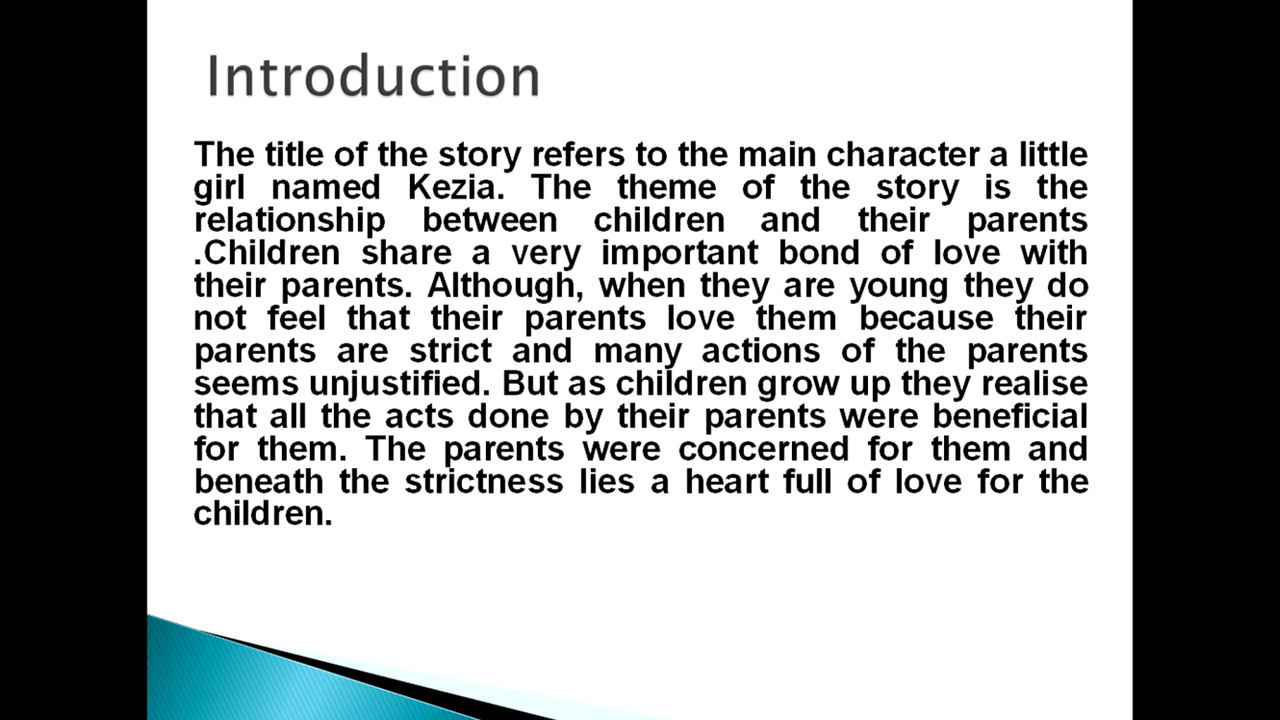 Introduction
The title of the story refers to the main character a little
girl named Kezia. The theme of the story is the
relationship between children and their parents
.Children share a very important bond of love with
their parents. Although, when they are young they do
not feel that their parents love them because their
parents are strict and many actions of the parents
seems unjustified. But as children grow up they realise
that all the acts done by their parents were beneficial
for them. The parents were concerned for them and
beneath the strictness lies a heart full of love for the
children.